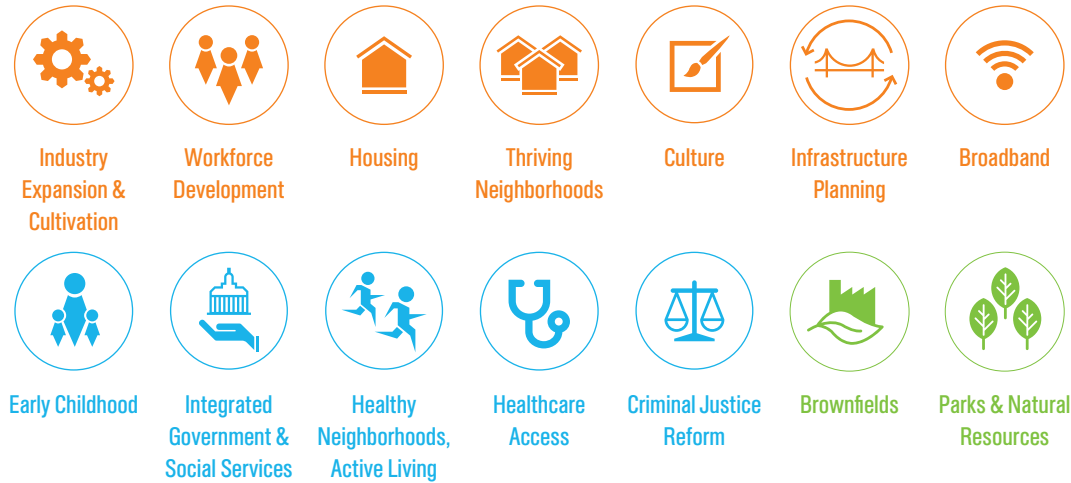 Industry
Expansion &
Cultivation
Workforce
Development
Housing
Thriving
Neighborhoods
Culture
Infrastructure
Planning
Broadband
Early Childhood
Integrated
Government &
Social Services
Healthy
Neighborhoods,
Active Living
Healthcare
Access
Criminal Justice
Reform
Brownfields
Parks & Natural
Resources